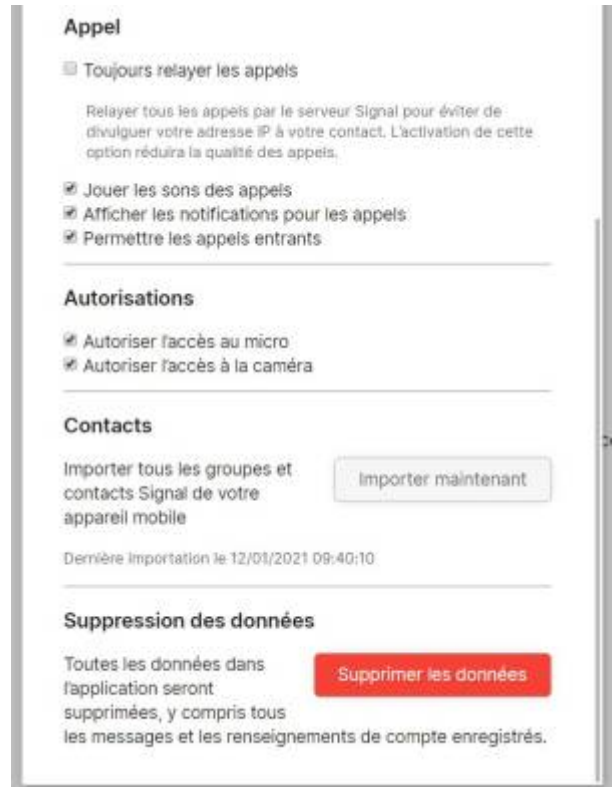 Appel
Toujours relayer les appels
Relayer tous les appels par le serveur Signal pour éviter de
divulguer votre adresse IP à votre contact. L'activation de cette
option réduira la qualité des appels.
Jouer les sons des appels
Afficher les notifications pour les appels
Permettre les appels entrants
Autorisations
Autoriser l'accès au micro
Autoriser l'accès à la caméra
Contacts
Importer tous les groupes et
contacts Signal de votre
appareil mobile
Importer maintenant
Dernière importation le 12/01/2021 09:40:10
Suppression des données
Toutes les données dans
l'application seront
supprimées, y compris tous
les messages et les renseignements de compte enregistrés.
Supprimer les données